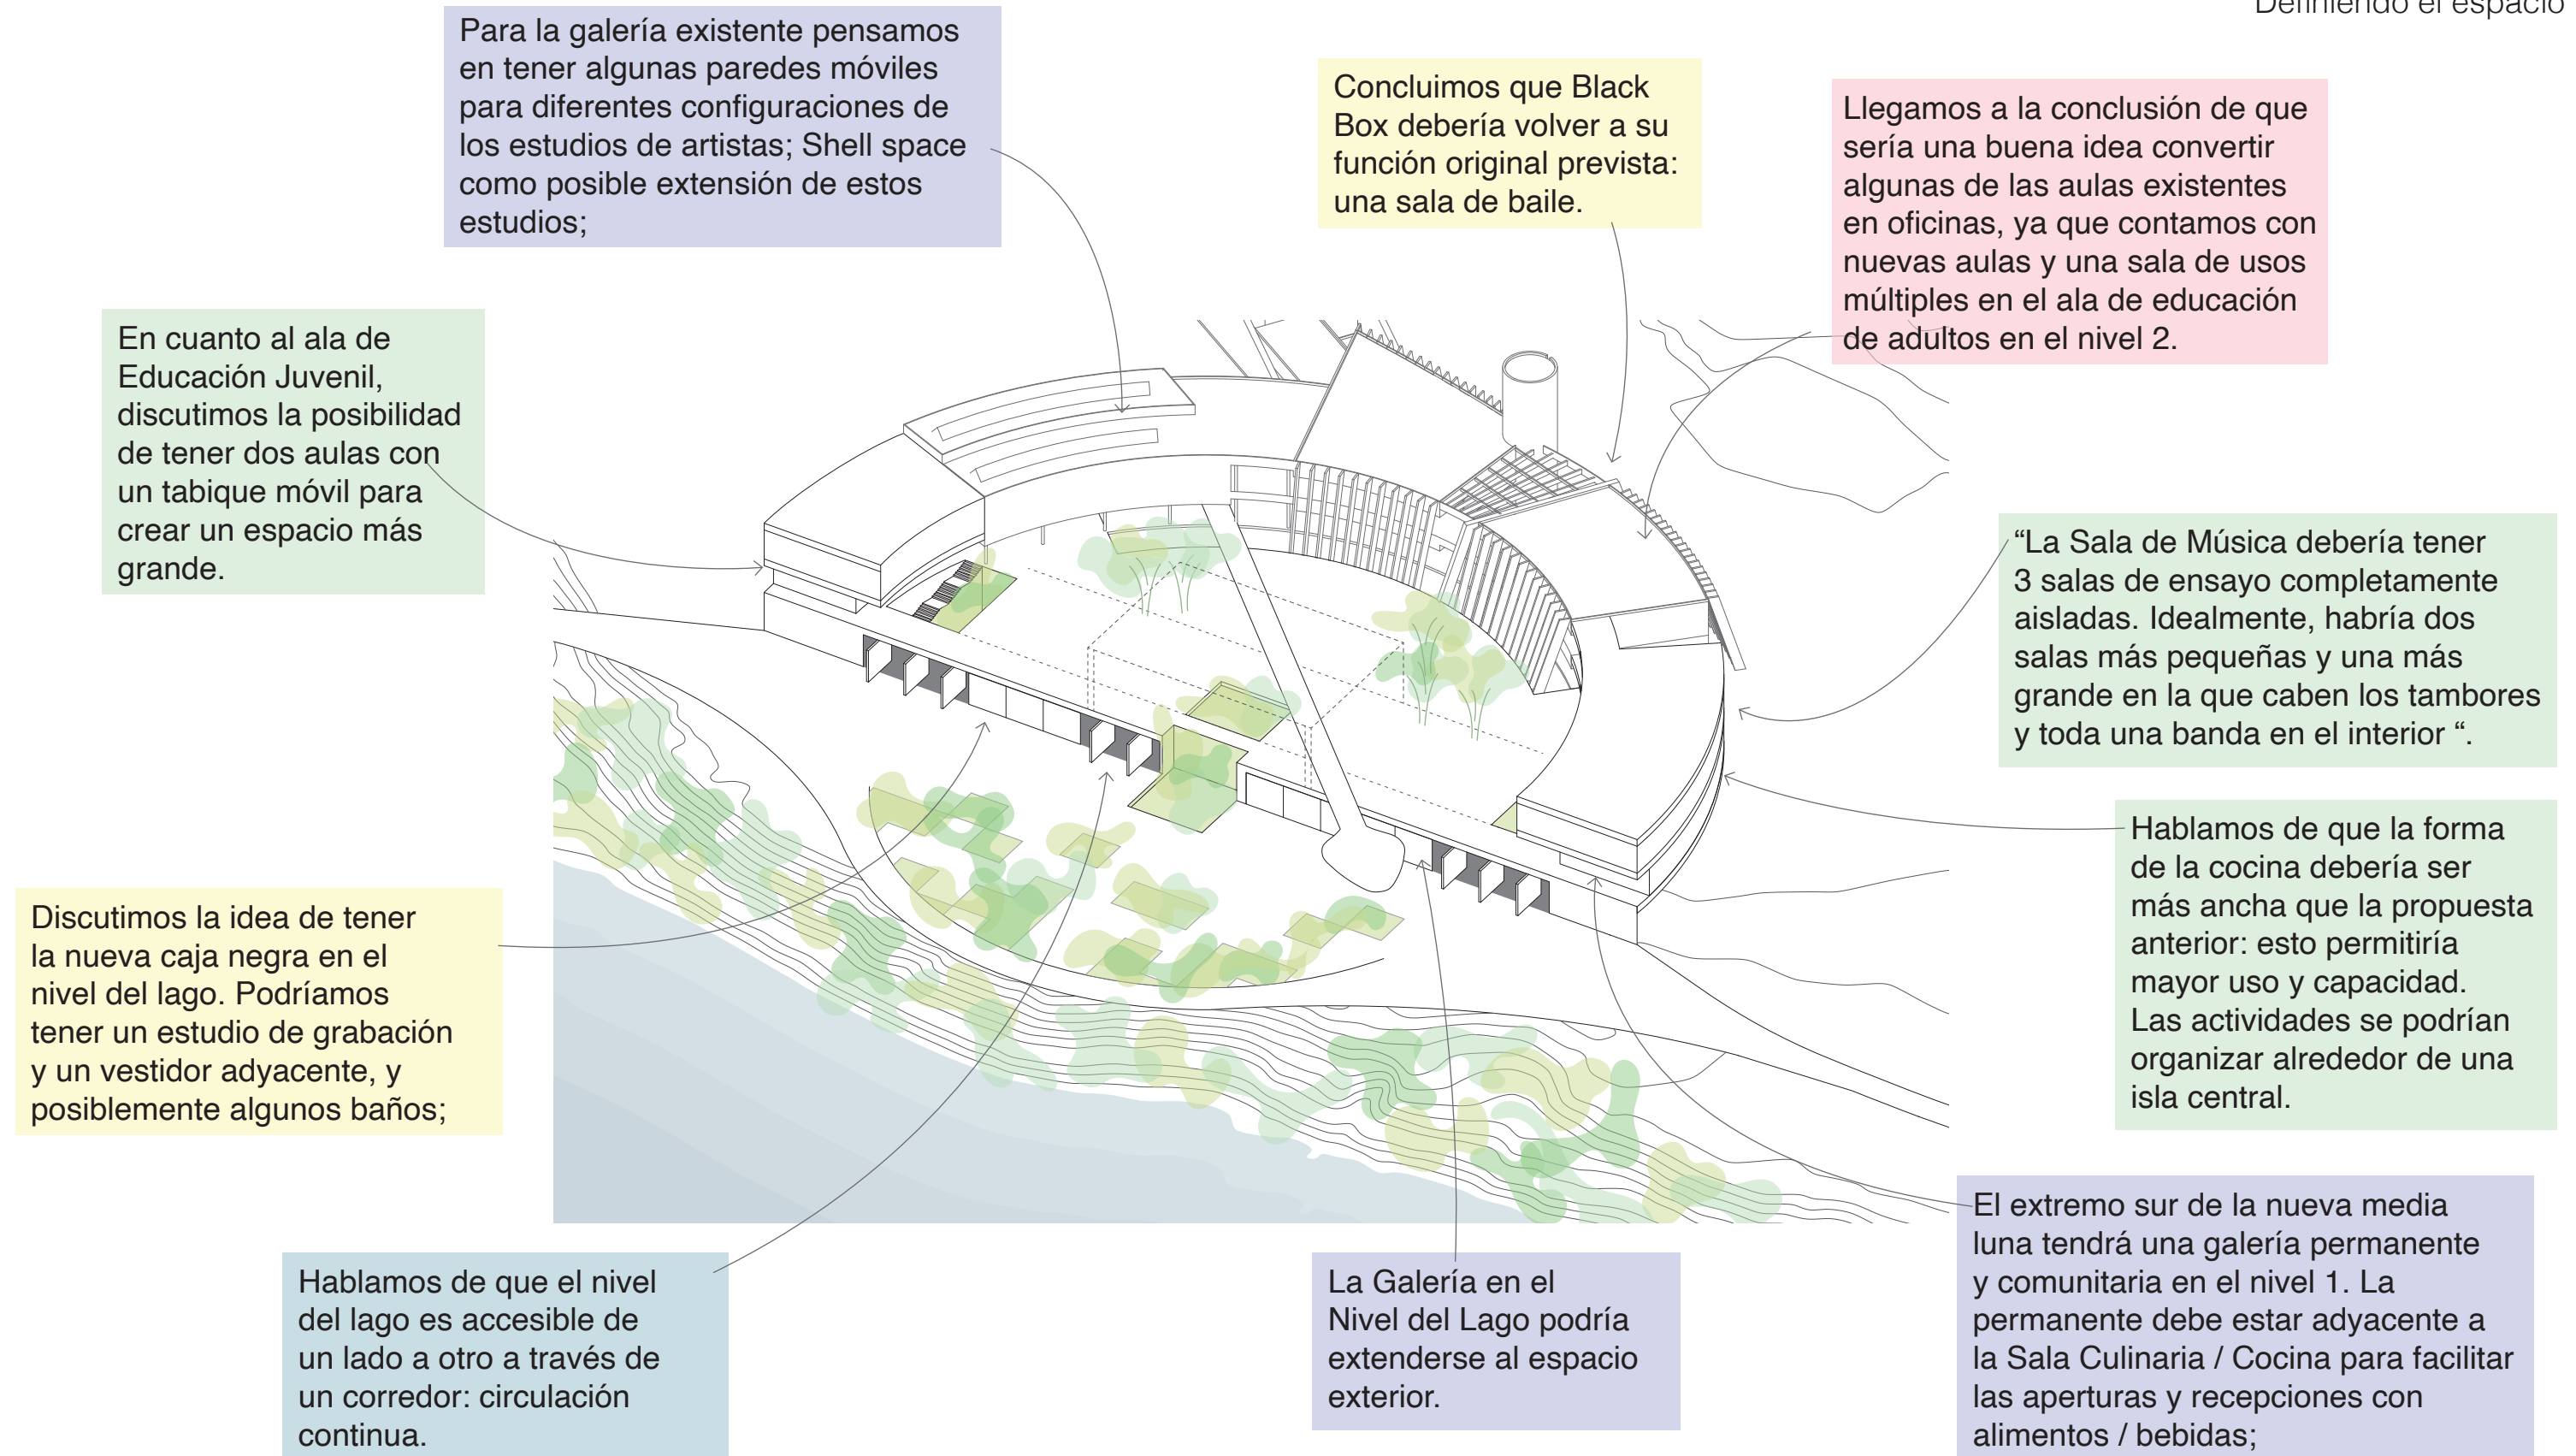 Definiendo el espacio
Para la galería existente pensamos
en tener algunas paredes móviles
para diferentes configuraciones de
los estudios de artistas; Shell space
como posible extensión de estos
estudios;
Concluimos que Black
Box debería volver a su
función original prevista:
una sala de baile.
Llegamos a la conclusión de que
sería una buena idea convertir
algunas de las aulas existentes
en oficinas, ya que contamos con
nuevas aulas y una sala de usos
múltiples en el ala de educación
de adultos en el nivel 2.
En cuanto al ala de
Educación Juvenil,
discutimos la posibilidad
de tener dos aulas con
un tabique móvil para
crear un espacio más
grande.
“La Sala de Música debería tener
3 salas de ensayo completamente
aisladas. Idealmente, habría dos
salas más pequeñas y una más
grande en la que caben los tambores
y toda una banda en el interior “.
Hablamos de que la forma
de la cocina debería ser
más ancha que la propuesta
anterior: esto permitiría
mayor uso y capacidad.
Las actividades se podrían
organizar alrededor de una
isla central.
Discutimos la idea de tener
la nueva caja negra en el
nivel del lago. Podríamos
tener un estudio de grabación
y un vestidor adyacente, y
posiblemente algunos baños;
Hablamos de que el nivel
del lago es accesible de
un lado a otro a través de
un corredor: circulación
continua.
La Galería en el
Nivel del Lago podría
extenderse al espacio
exterior.
El extremo sur de la nueva media
luna tendrá una galería permanente
y comunitaria en el nivel 1. La
permanente debe estar adyacente a
la Sala Culinaria / Cocina para facilitar
las aperturas y recepciones con
alimentos / bebidas;